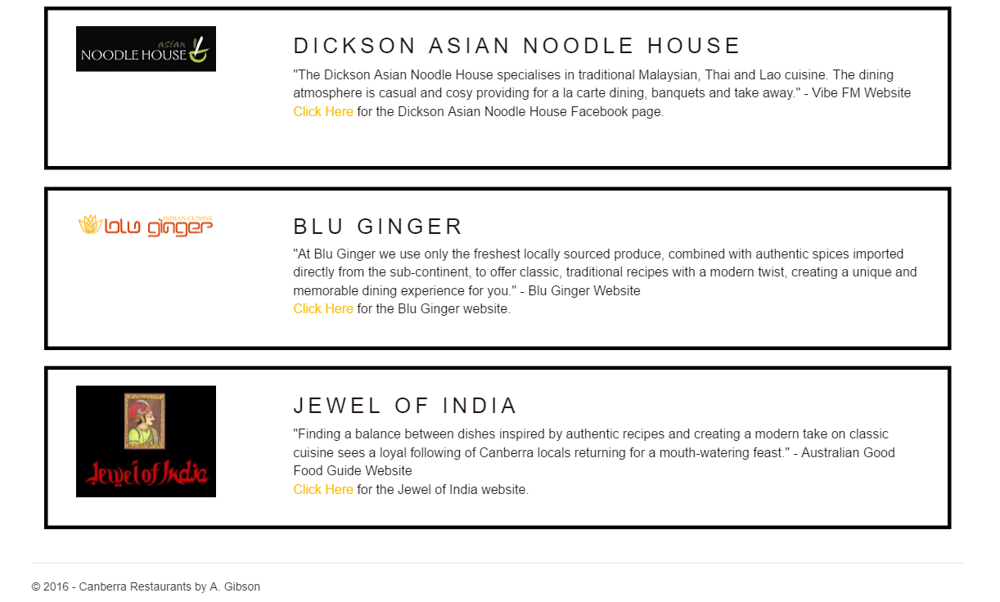 asian
NOODLE HOUSE
DICKSON ASIAN NOODLE HOUSE
"The Dickson Asian Noodle House specialises in traditional Malaysian, Thai and Lao cuisine. The dining
atmosphere is casual and cosy providing for a la carte dining, banquets and take away." - Vibe FM Website
Click Here for the Dickson Asian Noodle House Facebook page.
INDIAN CUISINE
blu ginger
BLU GINGER
"At Blu Ginger we use only the freshest locally sourced produce, combined with authentic spices imported
directly from the sub-continent, to offer classic, traditional recipes with a modern twist, creating a unique and
memorable dining experience for you." - Blu Ginger Website
Click Here for the Blu Ginger website.
Jewel of India
JEWEL OF INDIA
"Finding a balance between dishes inspired by authentic recipes and creating a modern take on classic
cuisine sees a loyal following of Canberra locals returning for a mouth-watering feast." - Australian Good
Food Guide Website
Click Here for the Jewel of India website.
© 2016 - Canberra Restaurants by A. Gibson